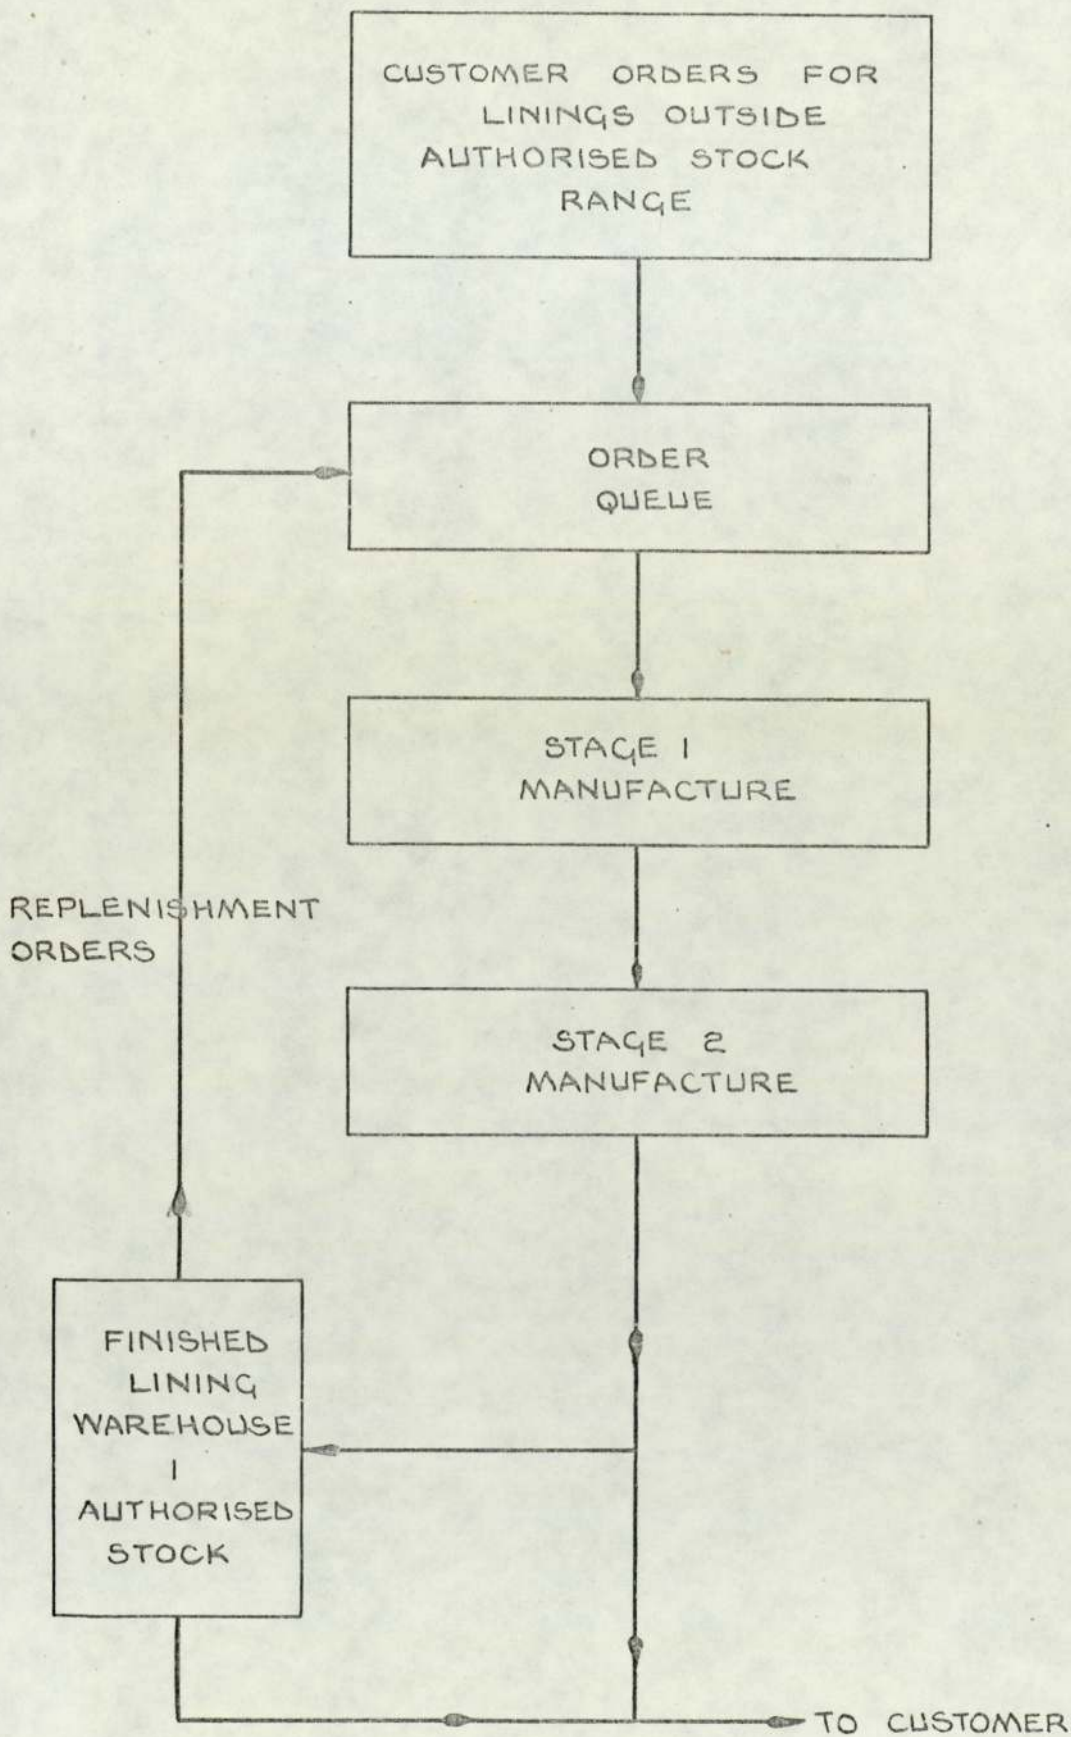 CUSTOMER ORDERS FOR
LININGS OUTSIDE
AUTHORISED STOCK
RANGE
ORDER
QUEUE
STAGE 1
MANUFACTURE
REPLENISHMENT
ORDERS
STAGE 2
MANUFACTURE
FINISHED
LINING
WAREHOUSE
|
AUTHORISED
STOCK
TO CUSTOMER